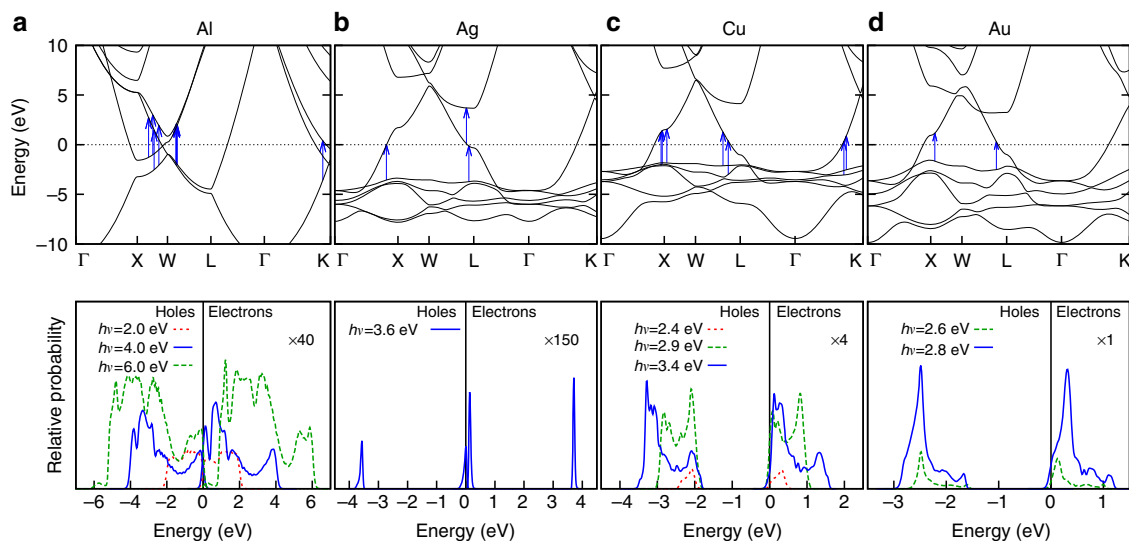 a Al b Ag c Cu d Au
Energy (eV)
10
5
0
−5
−10
Γ X W L Γ K Γ X W L Γ K Γ X W L Γ K Γ X W L Γ K
Relative probability
Holes Electrons
hν=2.0 eV
hν=4.0 eV
hν=6.0 eV
×40
−6 −4 −2 0 2 4 6
Energy (eV)
Holes Electrons
hν=3.6 eV
×150
−4 −3 −2 −1 0 1 2 3 4
Energy (eV)
Holes Electrons
hν=2.4 eV
hν=2.9 eV
hν=3.4 eV
×4
−4 −3 −2 −1 0 1 2
Energy (eV)
Holes Electrons
hν=2.6 eV
hν=2.8 eV
×1
−3 −2 −1 0 1
Energy (eV)